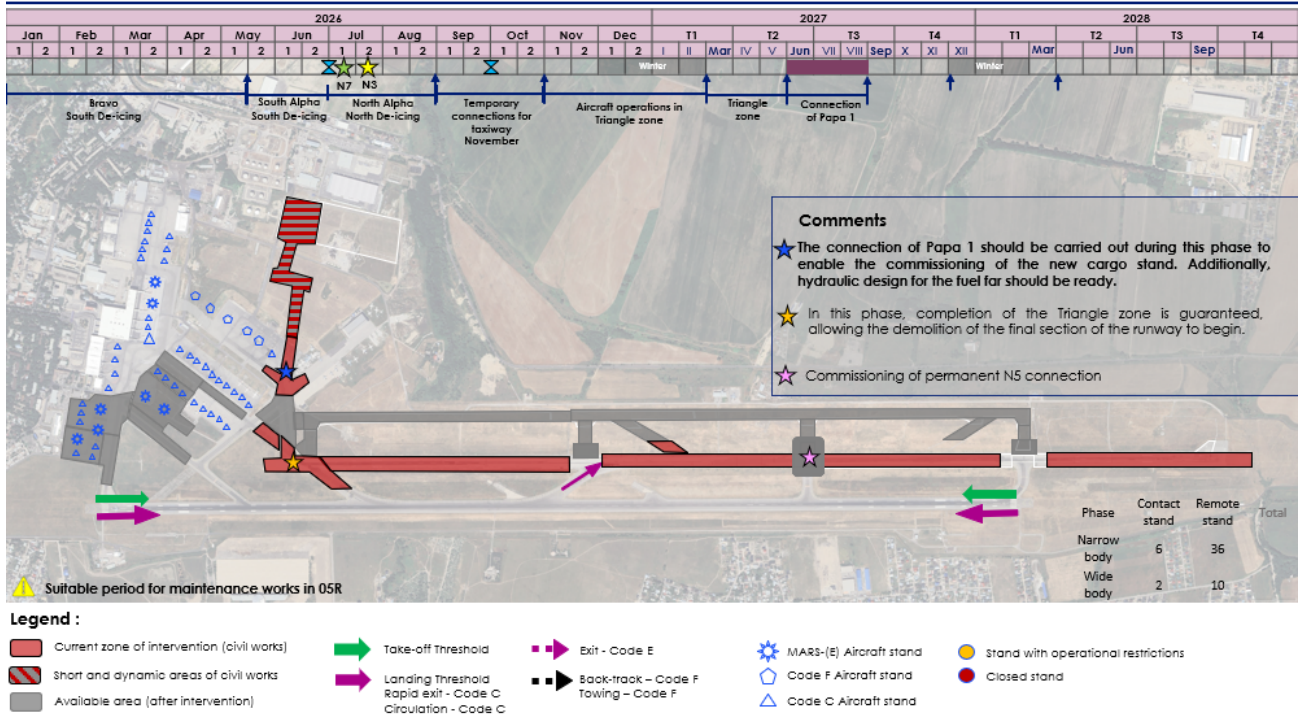 2026 2027 2028
Jan Feb Mar Apr May Jun Jul Aug Sep Oct Nov Dec T1 T2 T3 T4 T1 T2 T3 T4
1 2 1 2 1 2 1 2 1 2 1 2 1 2 1 2 1 2 1 2 1 2 1 2 I II Mar IV V Jun VII VIII Sep X XI XII Mar Jun Sep
Winter Winter
N7 N3
Bravo
South De-icing
South Alpha
South De-icing
North Alpha
North De-icing
Temporary
connections for
taxiway
November
Aircraft operations in
Triangle zone
Triangle
zone
Connection
of Papa 1
Comments
The connection of Papa 1 should be carried out during this phase to
enable the commissioning of the new cargo stand. Additionally,
hydraulic design for the fuel far should be ready.
In this phase, completion of the Triangle zone is guaranteed,
allowing the demolition of the final section of the runway to begin.
Commissioning of permanent N5 connection
Phase Contact stand Remote stand Total
Narrow body 6 36
Wide body 2 10
Suitable period for maintenance works in 05R
Legend :
Current zone of intervention (civil works)
Short and dynamic areas of civil works
Available area (after intervention)
Take-off Threshold
Landing Threshold
Rapid exit - Code C
Circulation - Code C
Exit - Code E
Back-track – Code F
Towing – Code F
MARS-(E) Aircraft stand
Code F Aircraft stand
Code C Aircraft stand
Stand with operational restrictions
Closed stand